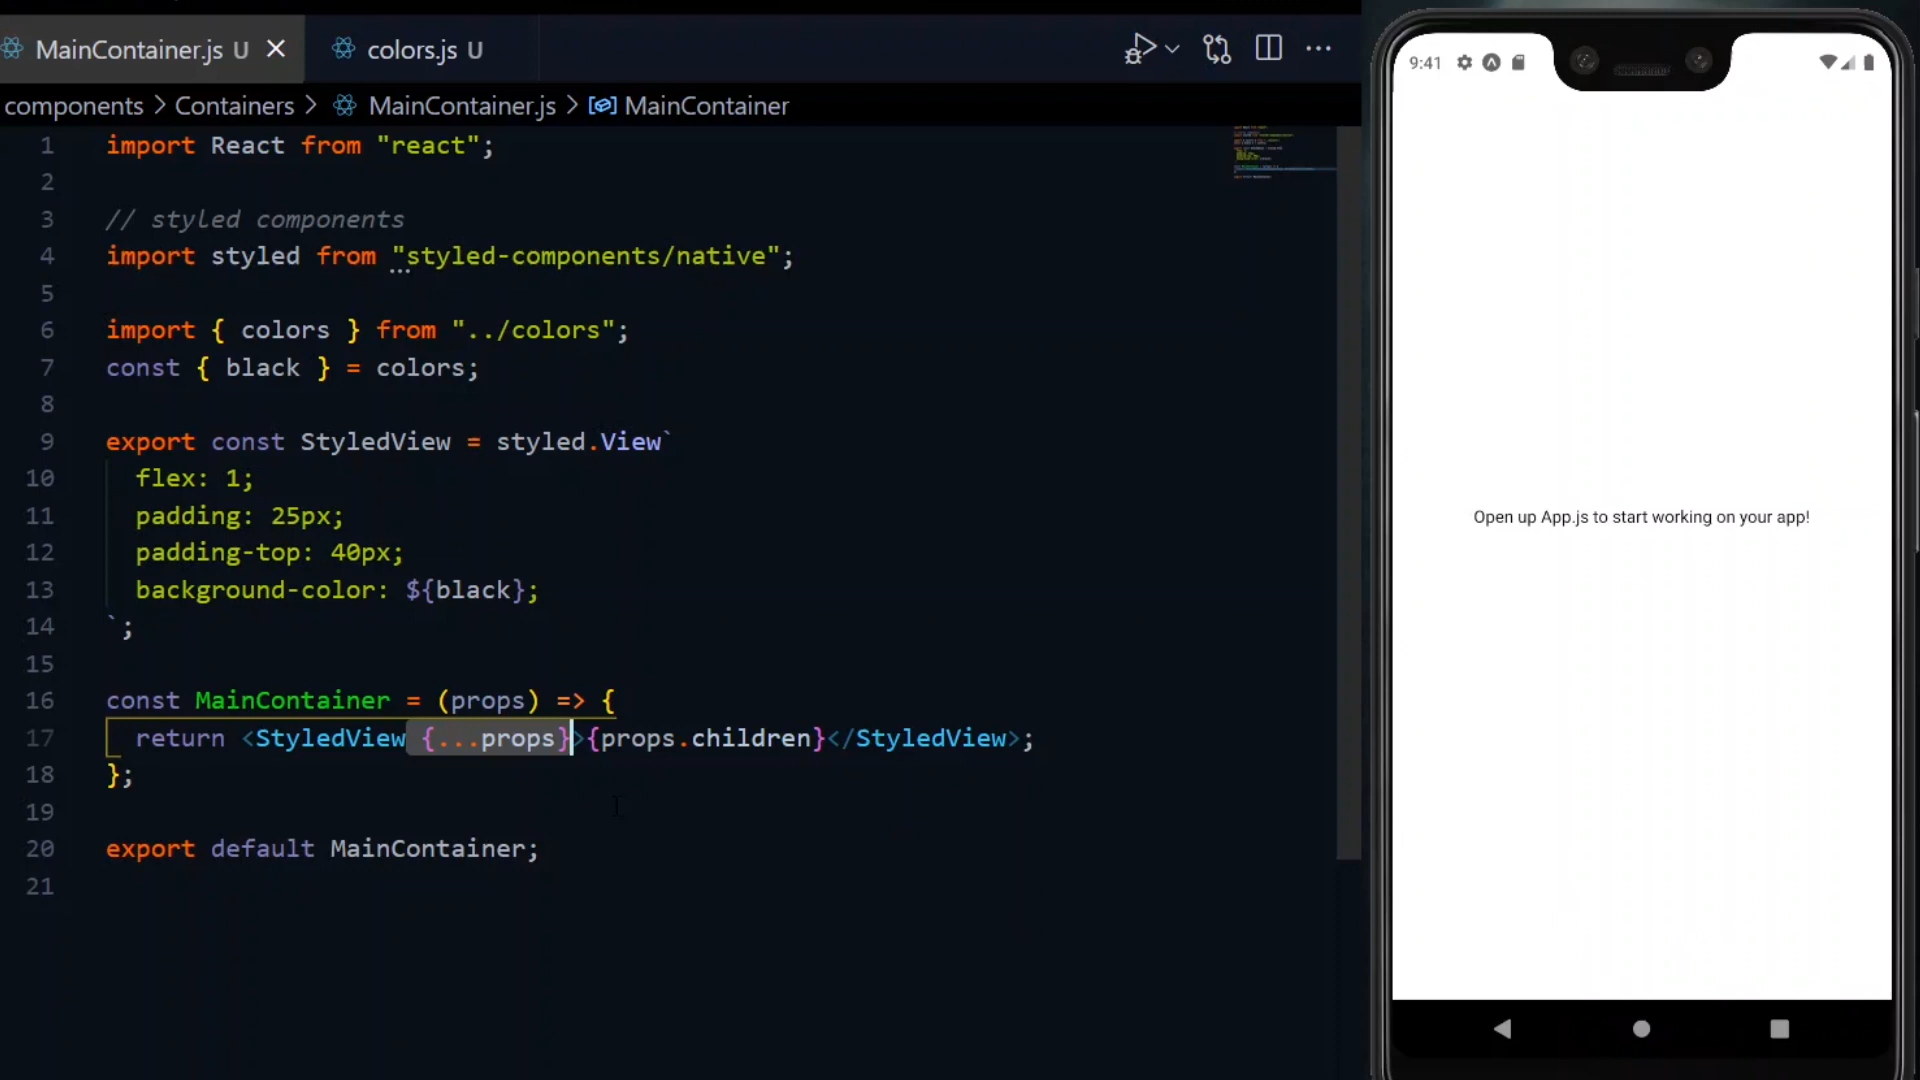 MainContainer.js U
colors.js U
components > Containers > MainContainer.js > MainContainer
1 import React from "react";
2
3 // styled components
4 import styled from "styled-components/native";
5
6 import { colors } from "../colors";
7 const { black } = colors;
8
9 export const StyledView = styled.View`
10 flex: 1;
11 padding: 25px;
12 padding-top: 40px;
13 background-color: ${black};
14 `;
15
16 const MainContainer = (props) => {
17 return <StyledView {...props}>{props.children}</StyledView>;
18 };
19
20 export default MainContainer;
21
9:41
Open up App.js to start working on your app!